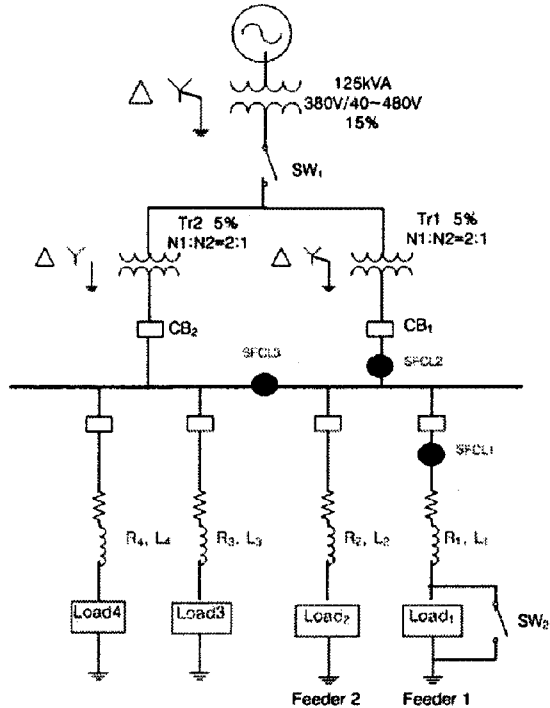 125kVA
380V/40~480V
15%
SW₁
Tr2 5%
N1:N2=2:1
Tr1 5%
N1:N2=2:1
CB₂
CB₁
SFCL3
SFCL2
SFCL1
R₄, L₄
R₃, L₃
R₂, L₂
R₁, L₁
Load4
Load3
Load₂
Load₁
SW₂
Feeder 2
Feeder 1